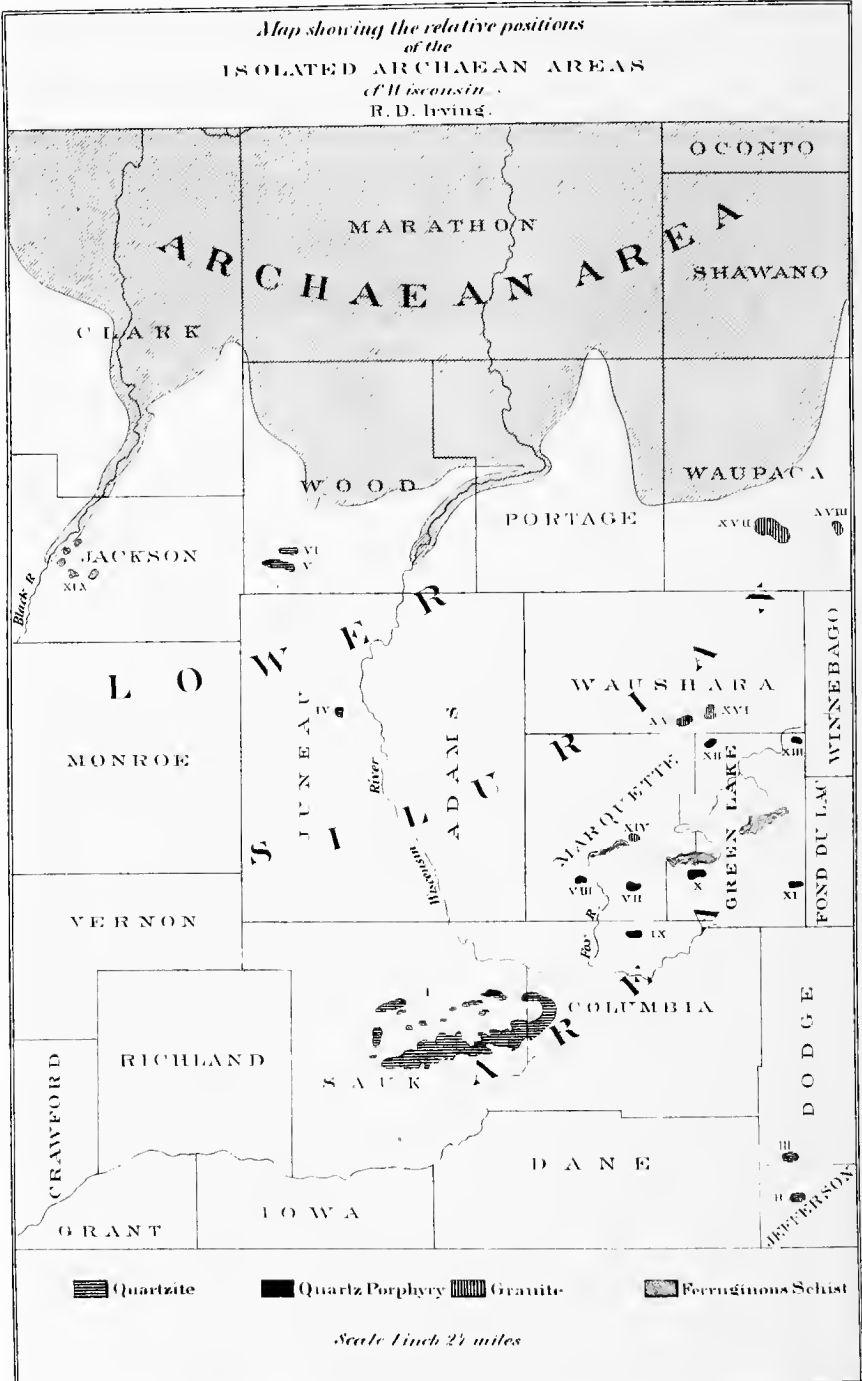 Map showing the relative positions
of the
ISOLATED ARCHAEAN AREAS
of Wisconsin.
R. D. Irving.
OCONTO
MARATHON
ARCHAEAN AREA
SHAWANO
CLARK
WOOD
WAUPACA
PORTAGE
XVII
XVIII
JACKSON
VI
V
XIX
Black R
LOWER
SILURIAN
AREA
WAUSHARA
WINNEBAGO
IV
XV
XVI
JUNEAU
ADAMS
MONROE
River
XII
XIII
MARQUETTE
GREEN LAKE
FOND DU LAC
XIV
Wisconsin
VIII
VII
X
XI
VERNON
Fox R
IX
I
COLUMBIA
DODGE
RICHLAND
SAUK
CRAWFORD
III
DANE
II
JEFFERSON
IOWA
GRANT
Quartzite Quartz Porphyry Granite Ferruginous Schist
Scale 1 inch 24 miles